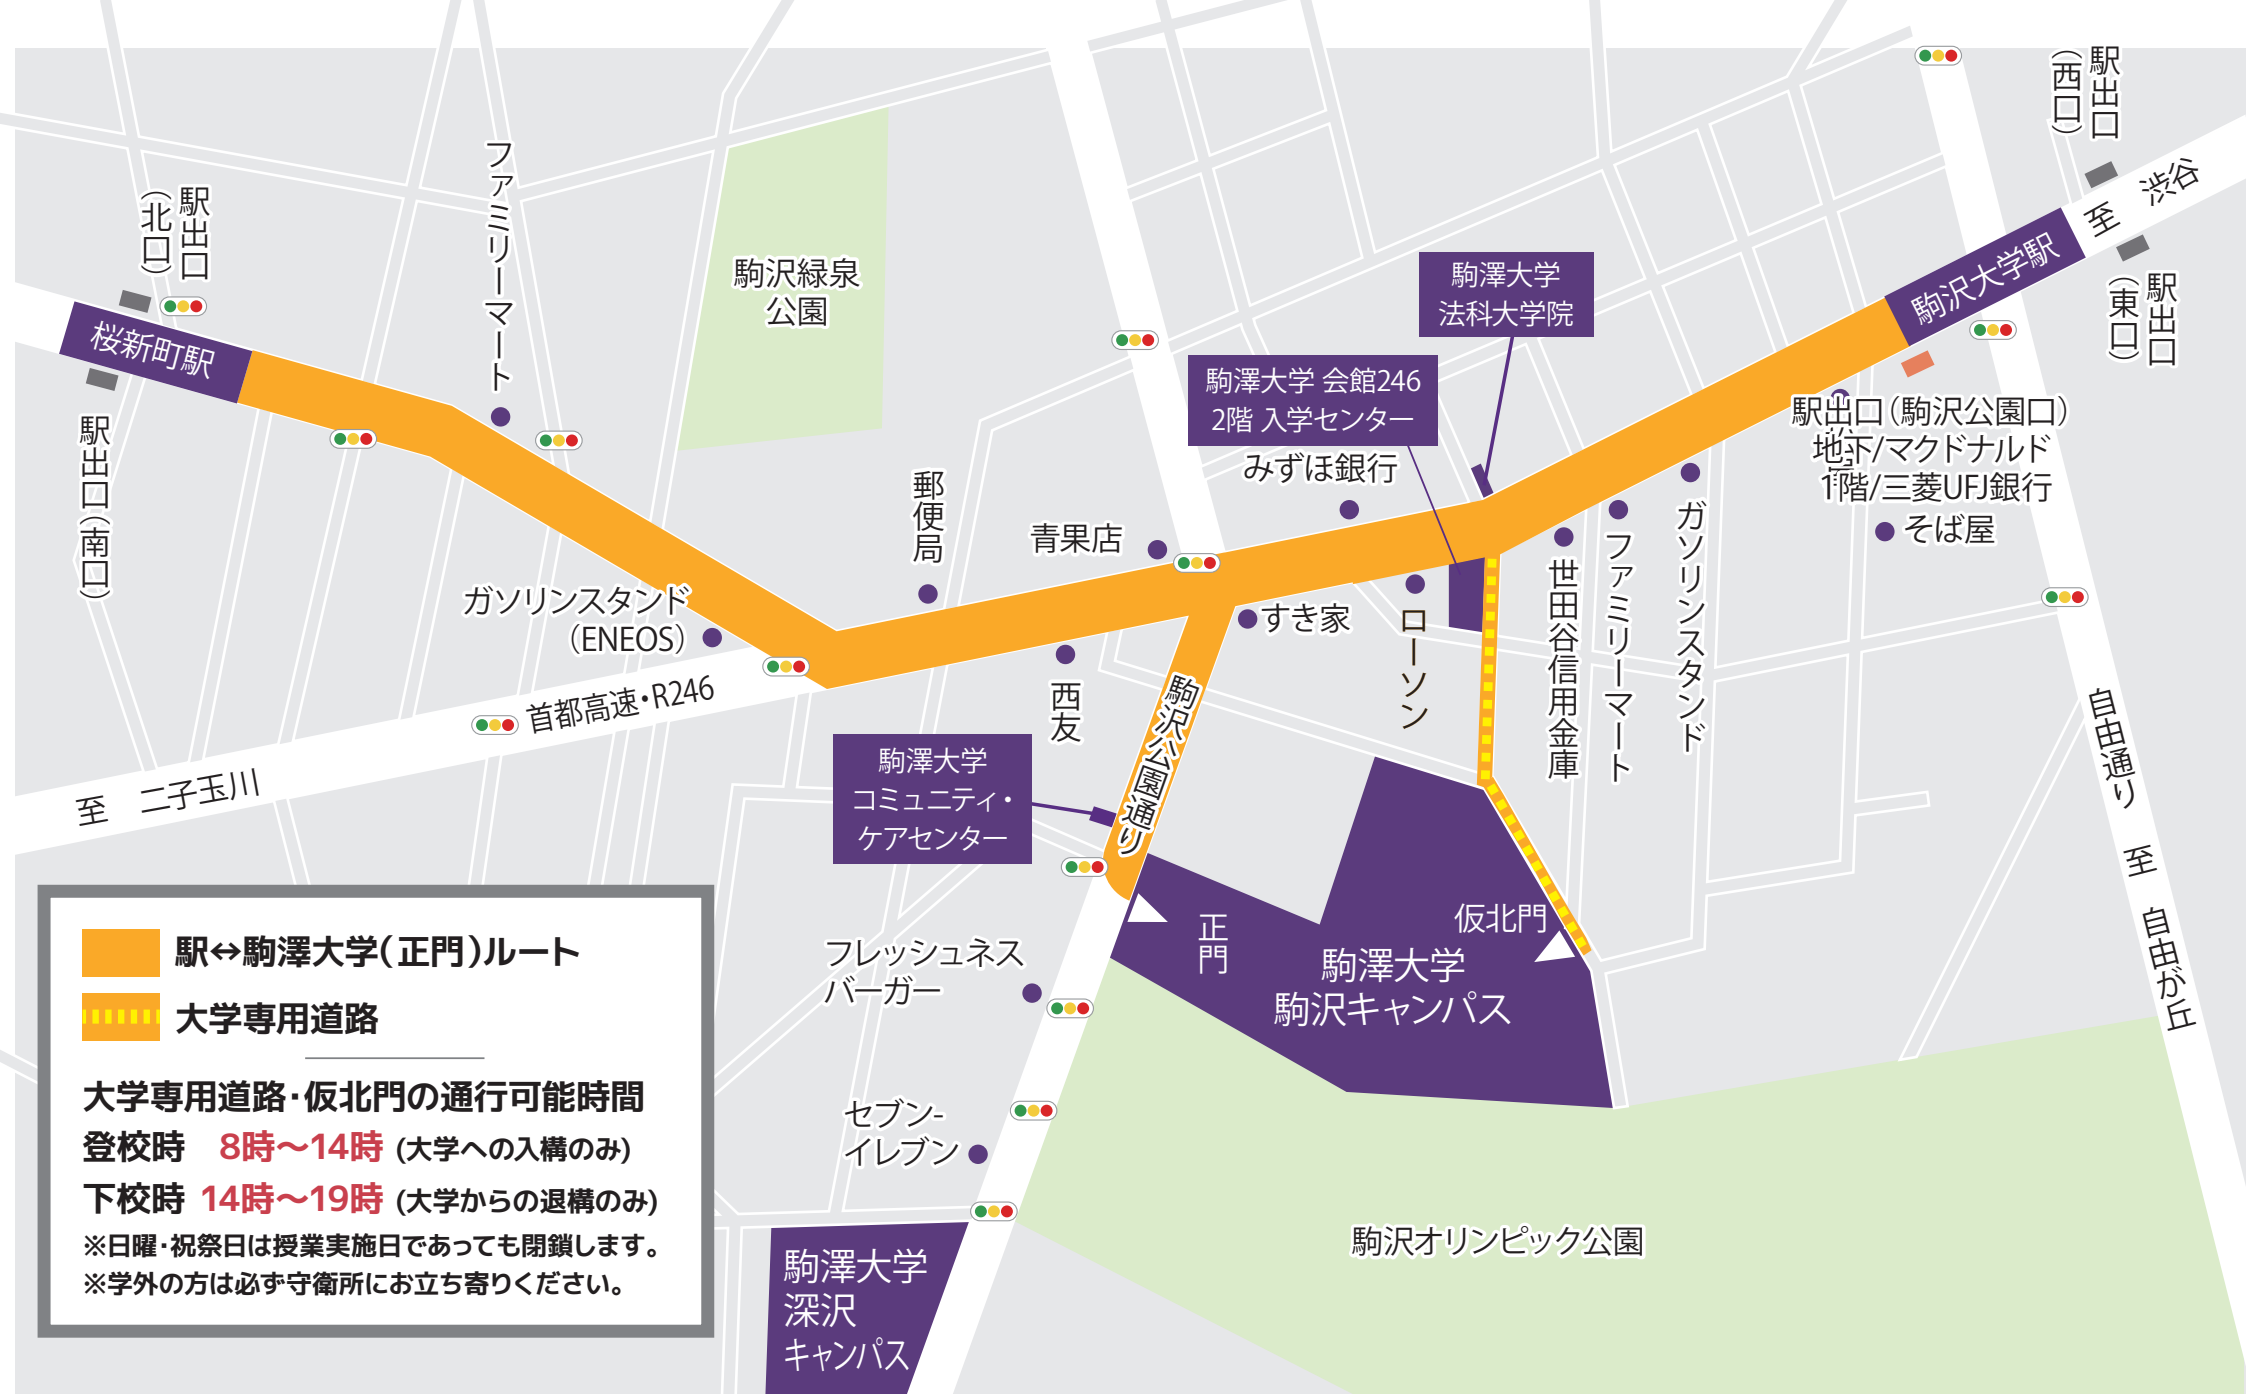 駅出口
（西口）
至　渋谷
駒沢大学駅
駅出口
（東口）
ファミリーマート
駅出口
（北口）
桜新町駅
駅出口（南口）
駒沢緑泉
公園
駒澤大学
法科大学院
駒澤大学 会館246
2階 入学センター
みずほ銀行
駅出口（駒沢公園口）
地下/マクドナルド
1階/三菱UFJ銀行
そば屋
郵便局
青果店
ガソリンスタンド
（ENEOS）
すき家
ローソン
世田谷信用金庫
ファミリーマート
ガソリンスタンド
首都高速・R246
至　二子玉川
西友
駒沢公園通り
駒澤大学
コミュニティ・
ケアセンター
自由通り　至　自由が丘
正門
仮北門
駒澤大学
駒沢キャンパス
フレッシュネス
バーガー
セブン-
イレブン
駒沢オリンピック公園
駒澤大学
深沢
キャンパス
駅↔駒澤大学（正門）ルート
大学専用道路
大学専用道路・仮北門の通行可能時間
登校時　8時〜14時 (大学への入構のみ)
下校時 14時〜19時 (大学からの退構のみ)
※日曜・祝祭日は授業実施日であっても閉鎖します。
※学外の方は必ず守衛所にお立ち寄りください。